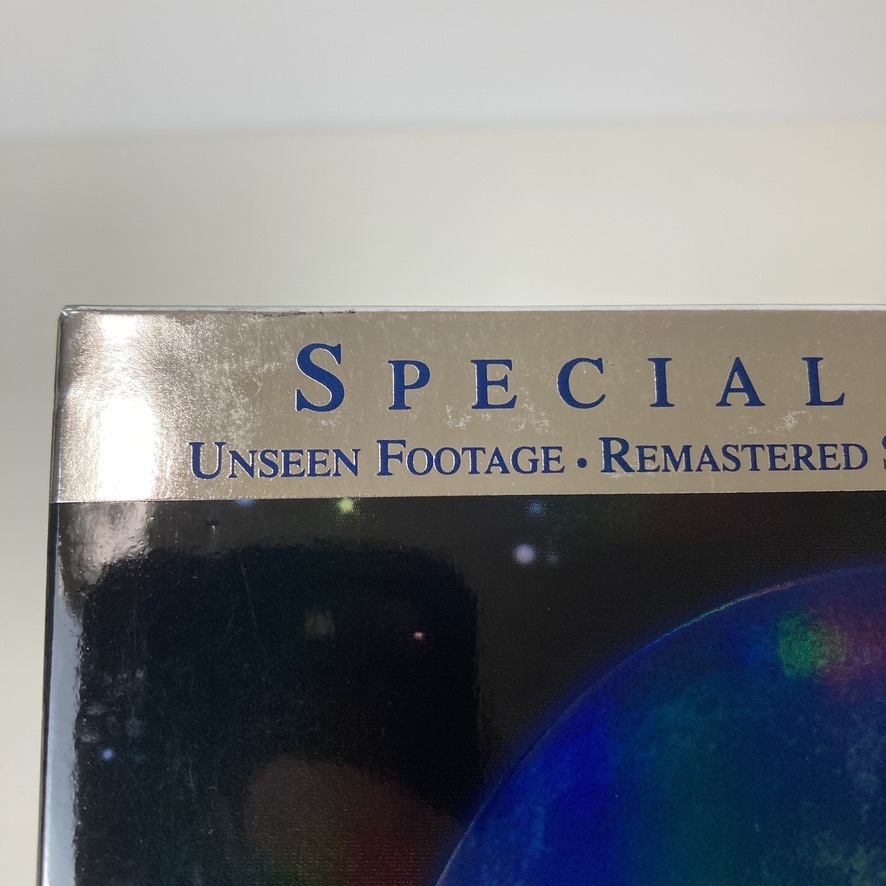 SPECIAL
UNSEEN FOOTAGE • REMASTERED